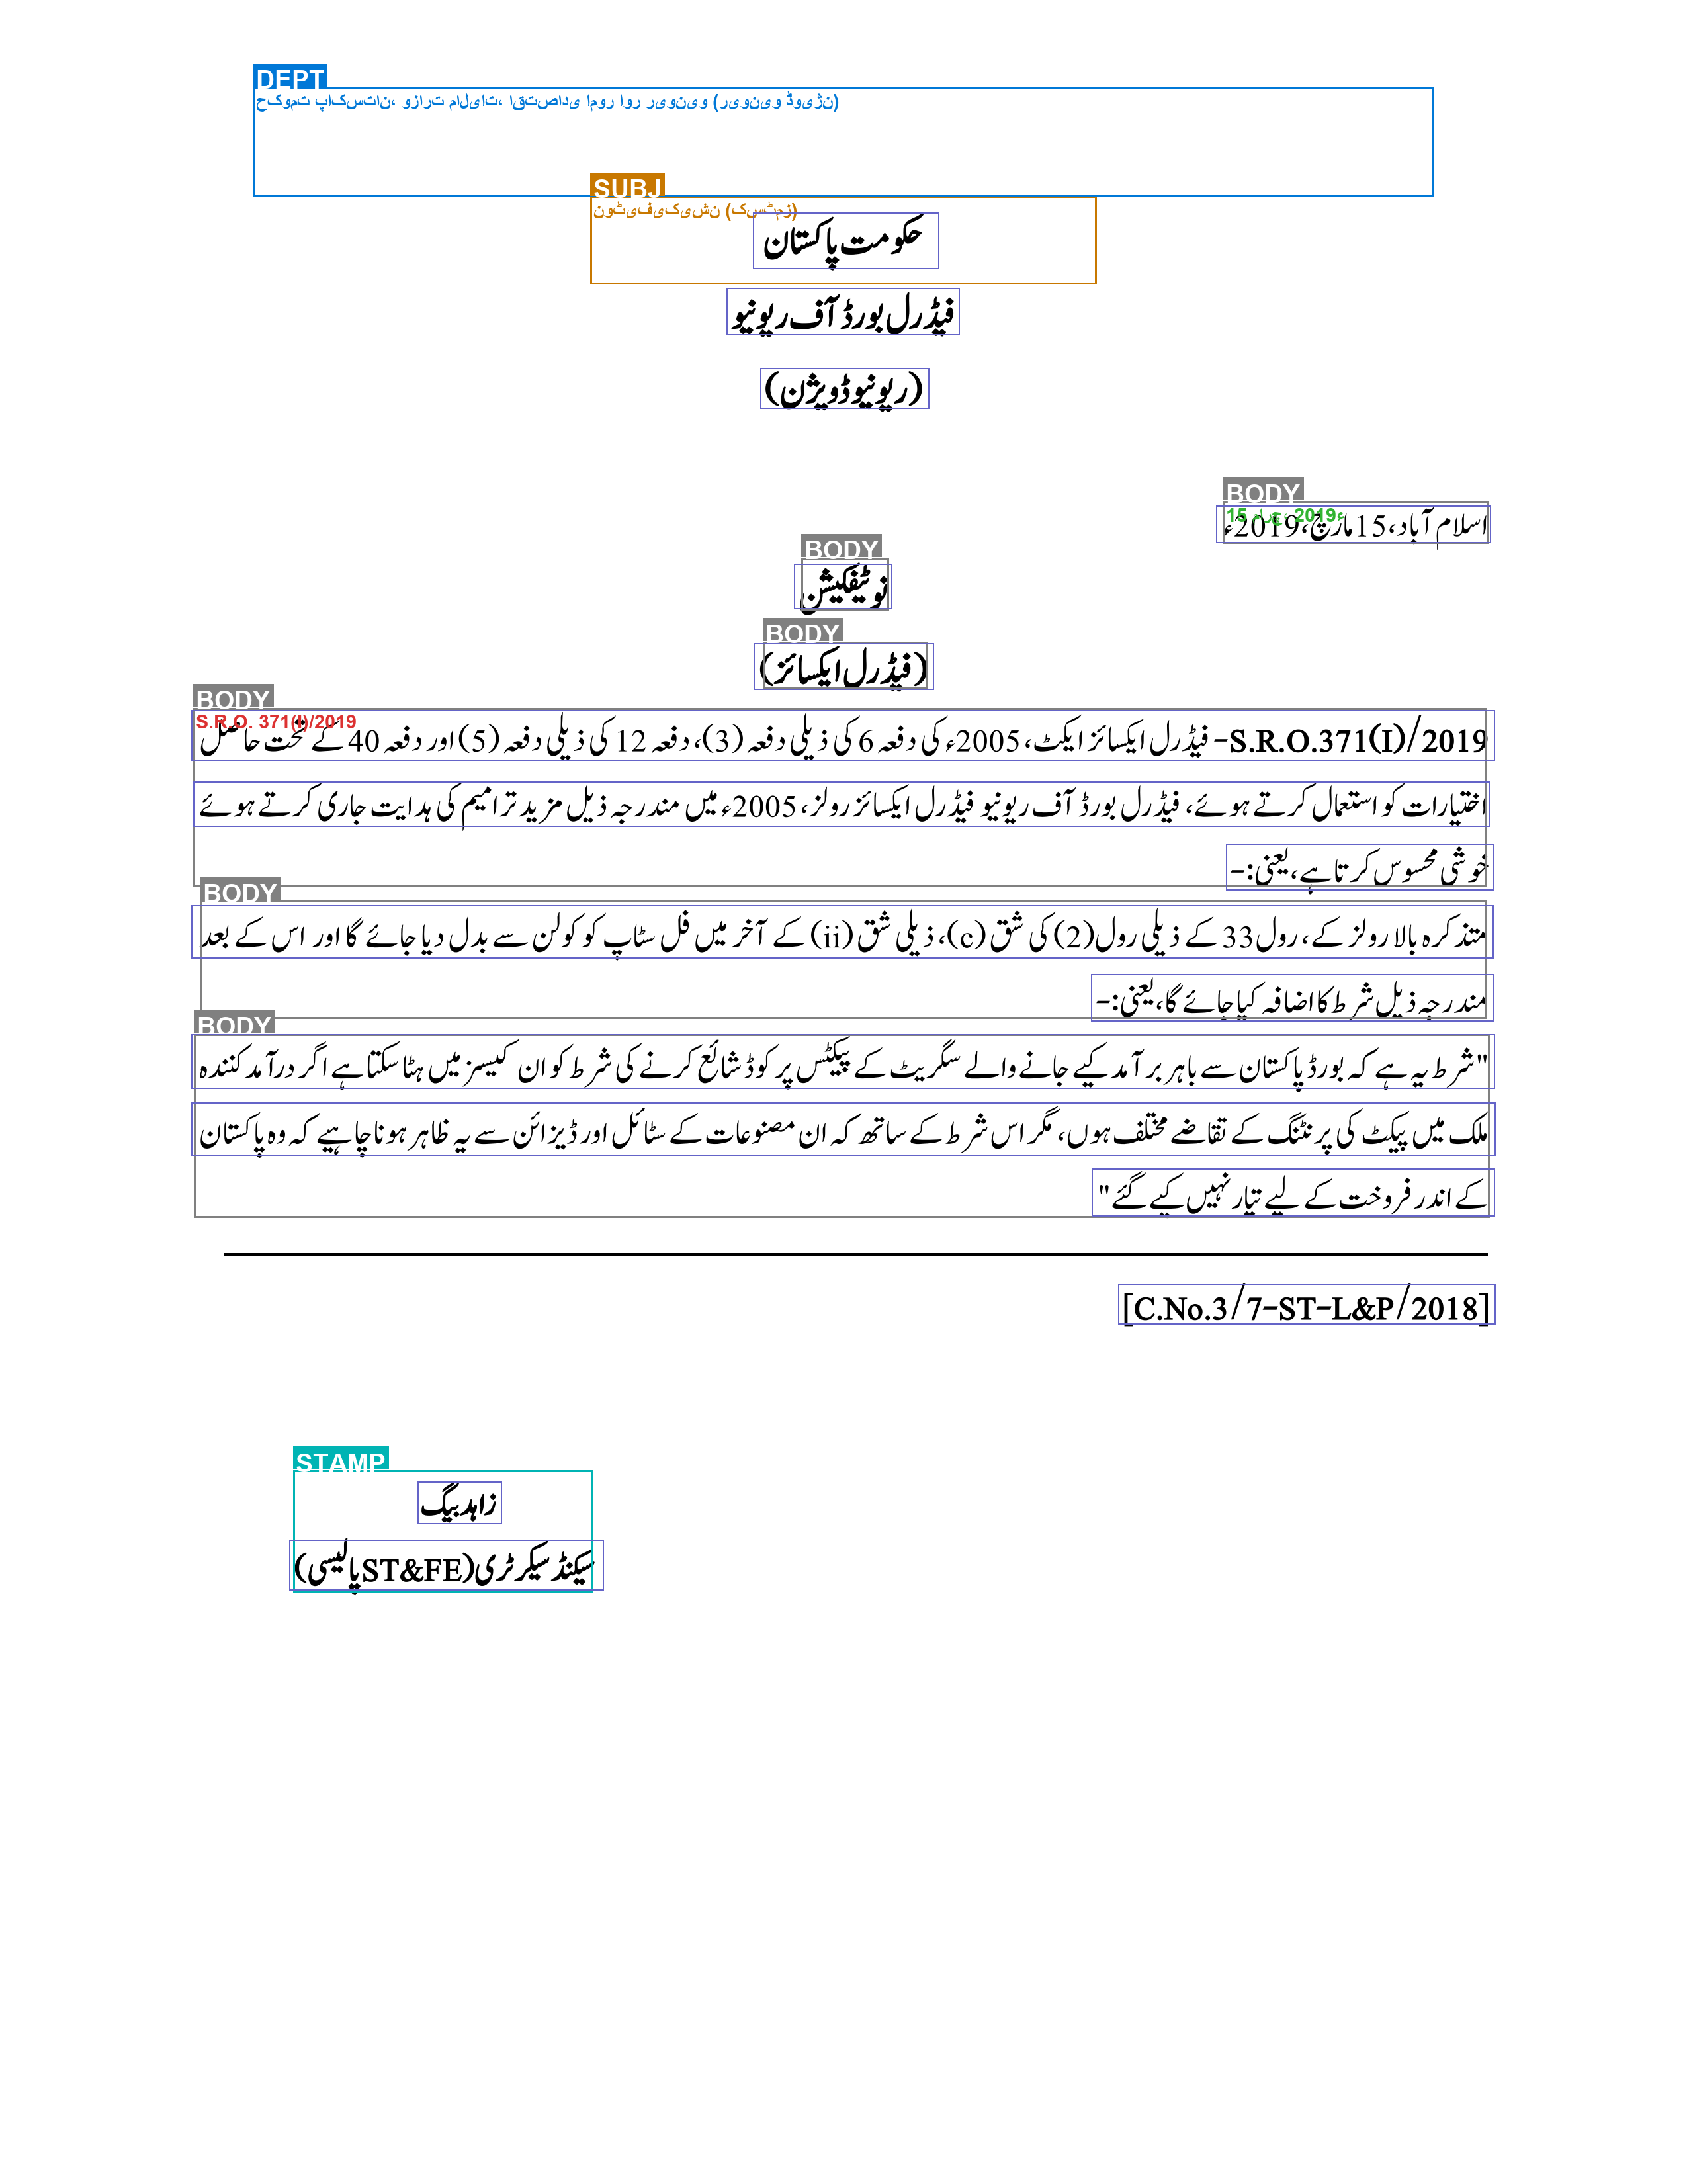 DEPT
حکومت پاکستان، وزارت مالیات، اقتصادی امور اور ریونیو (ریونیو ڈویژن)
SUBJ
نوٹیفیکیشن (کسٹمز)
حکومت پاکستان
فیڈرل بورڈ آف ریونیو
(ریونیو ڈویژن)
BODY
15 مارچ، 2019ء
اسلام آباد، 15 مارچ، 2019ء
BODY
نوٹیفکیشن
BODY
(فیڈرل ایکسائز)
BODY
S.R.O. 371(I)/2019
S.R.O.371(I)/2019- فیڈرل ایکسائز ایکٹ، 2005ء کی دفعہ 6 کی ذیلی دفعہ (3)، دفعہ 12 کی ذیلی دفعہ (5) اور دفعہ 40 کے تحت حاصل
اختیارات کو استعمال کرتے ہوئے، فیڈرل بورڈ آف ریونیو فیڈرل ایکسائز رولز، 2005ء میں مندرجہ ذیل مزید ترامیم کی ہدایت جاری کرتے ہوئے
خوشی محسوس کرتا ہے، یعنی:-
BODY
متذکرہ بالا رولز کے، رول 33 کے ذیلی رول (2) کی شق (c)، ذیلی شق (ii) کے آخر میں فل سٹاپ کو کولن سے بدل دیا جائے گا اور اس کے بعد
مندرجہ ذیل شرط کا اضافہ کیا جائے گا، یعنی:-
BODY
"شرط یہ ہے کہ بورڈ پاکستان سے باہر برآمد کیے جانے والے سگریٹ کے پیکٹس پر کوڈ شائع کرنے کی شرط کو ان کیسز میں ہٹا سکتا ہے اگر درآمد کنندہ
ملک میں پیکٹ کی پرنٹنگ کے تقاضے مختلف ہوں، مگر اس شرط کے ساتھ کہ ان مصنوعات کے سٹائل اور ڈیزائن سے یہ ظاہر ہونا چاہیے کہ وہ پاکستان
کے اندر فروخت کے لیے تیار نہیں کیے گئے"
[C.No.3/7-ST-L&P/2018]
STAMP
زاہد بیگ
سیکنڈ سیکرٹری (ST&FE پالیسی)